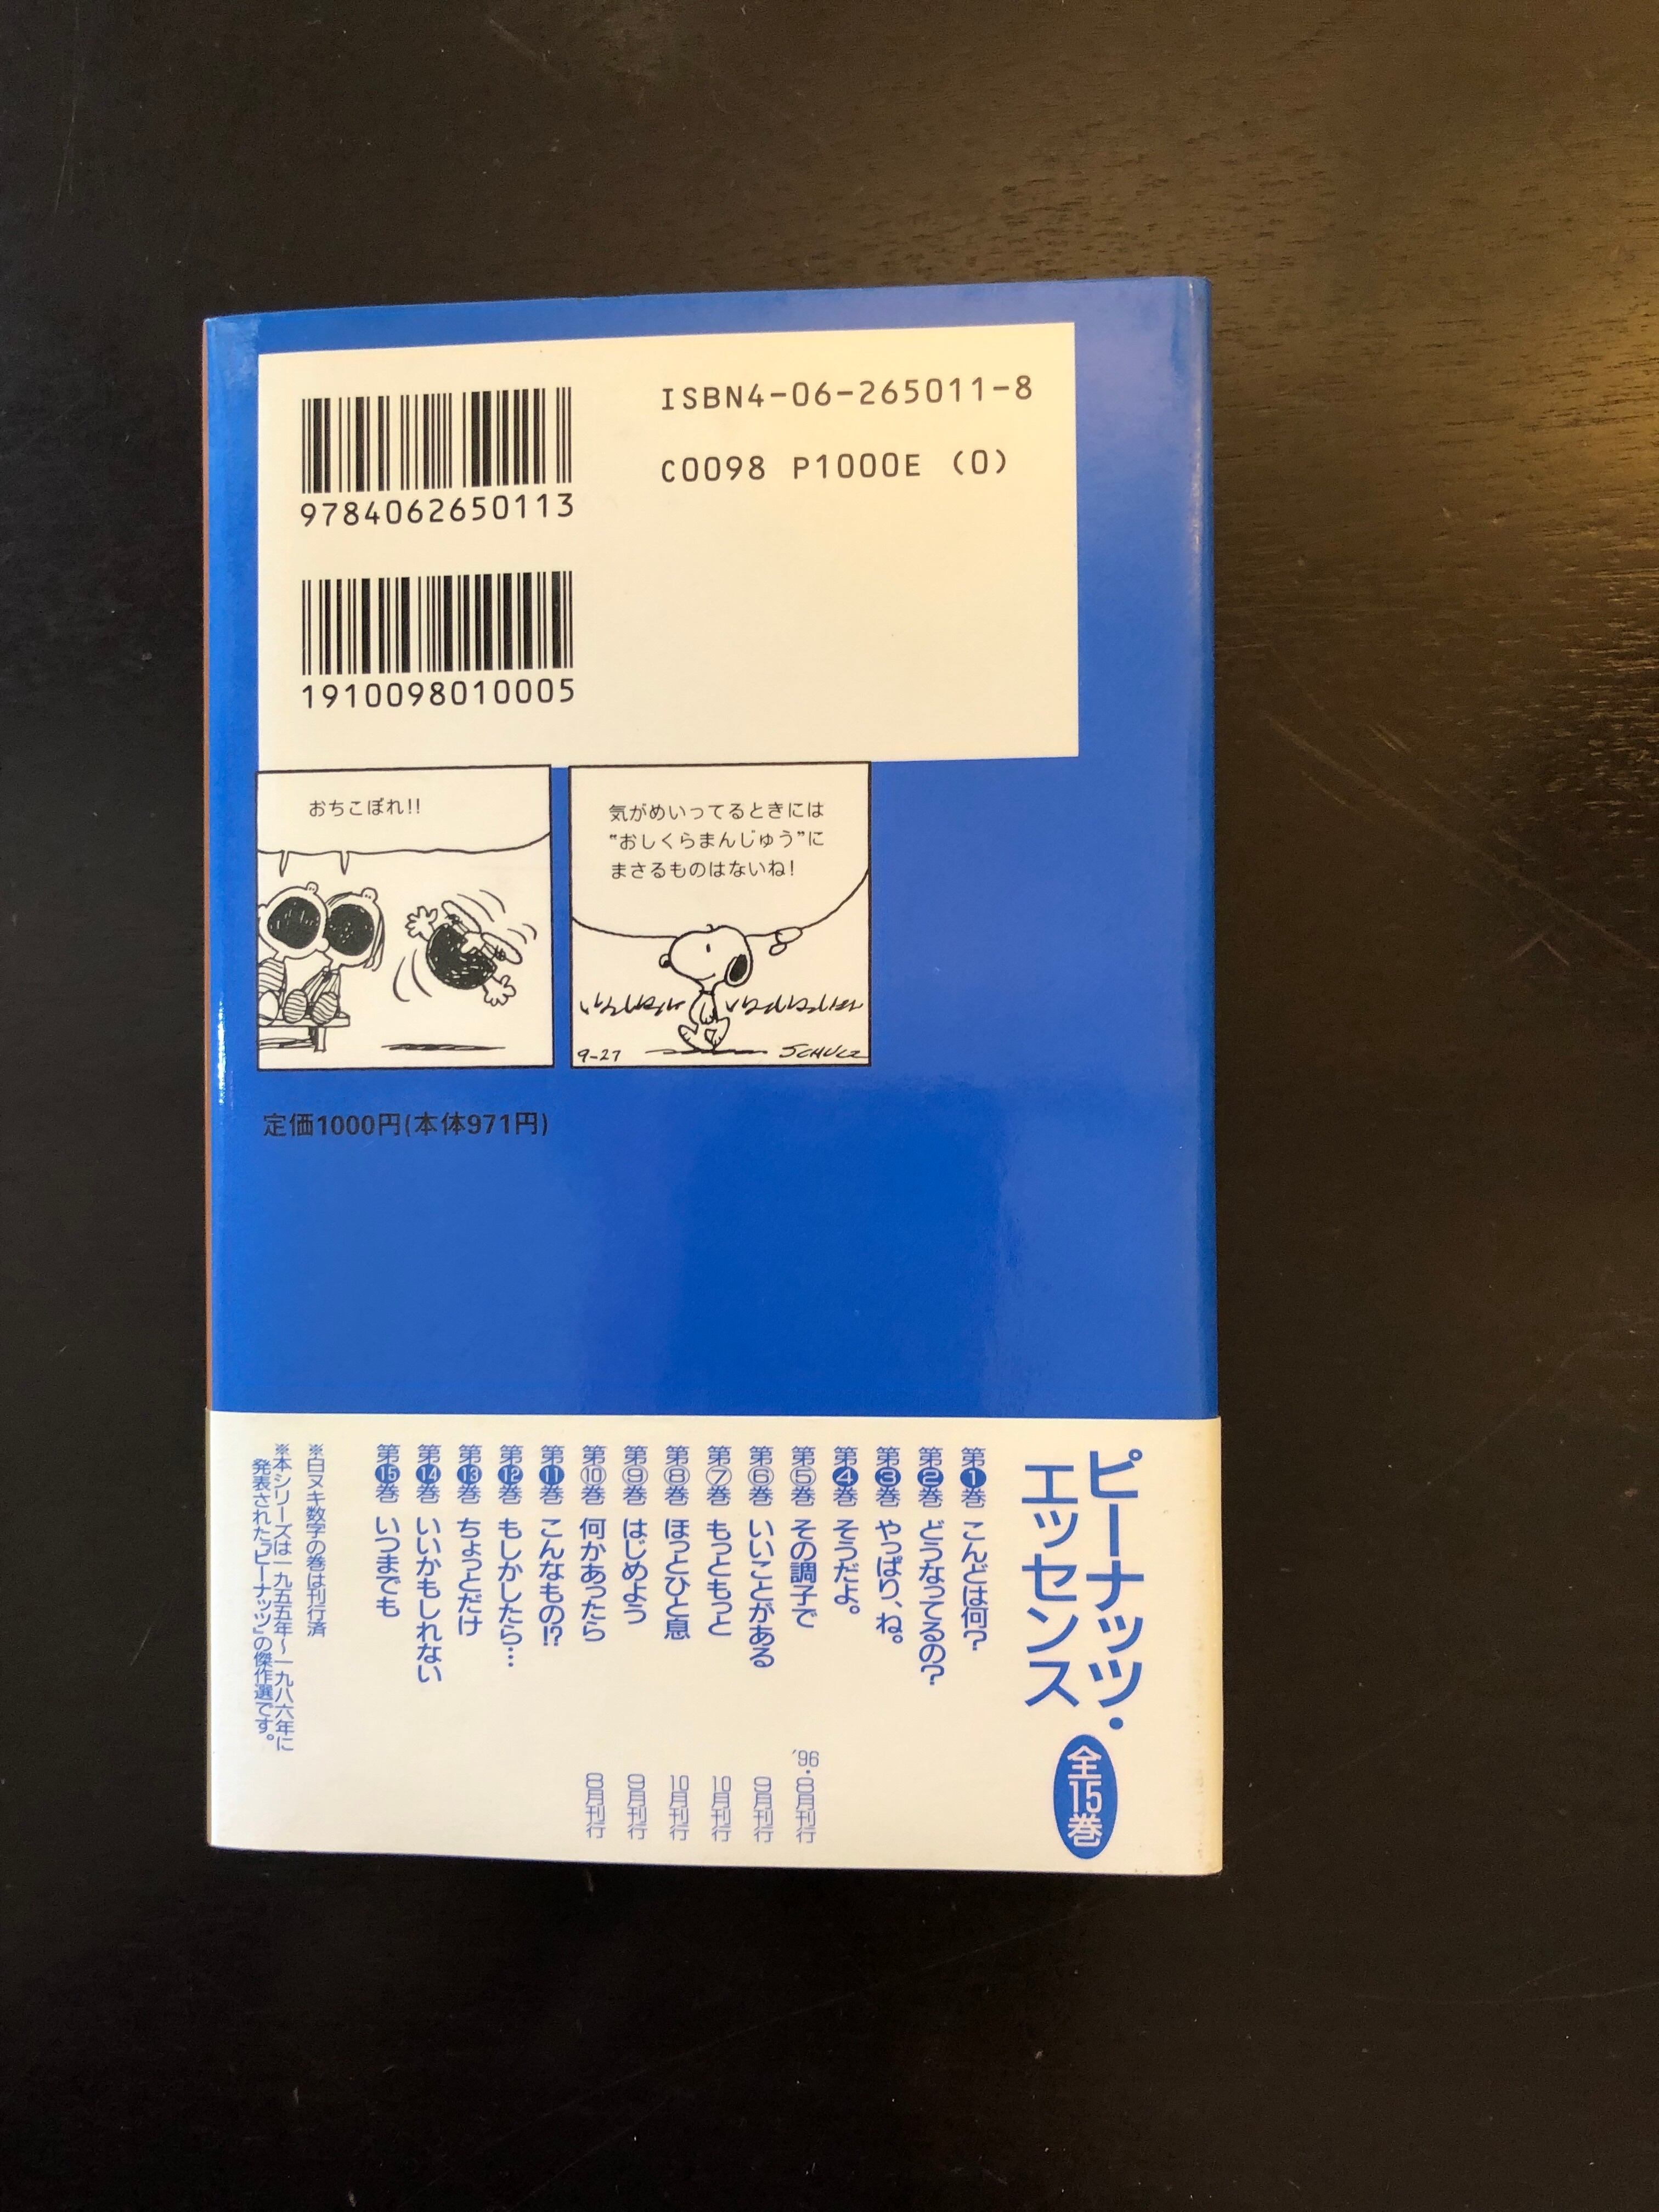 ISBN4-06-265011-8
C0098 P1000E (0)
9784062650113
1910098010005
おちこぼれ!!
気がめいってるときには
“おしくらまんじゅう”に
まさるものはないね!
9-27
SCHULZ
定価1000円(本体971円)
ピーナッツ・
エッセンス
全15巻
第❶巻 こんどは何?
第❷巻 どうなってるの?
第❸巻 やっぱり、ね。
第❹巻 そうだよ。
第⑤巻 その調子で '96・8月刊行
第⑥巻 いいことがある 9月刊行
第⑦巻 もっともっと 10月刊行
第⑧巻 ほっとひと息 10月刊行
第⑨巻 はじめよう 9月刊行
第⑩巻 何かあったら 8月刊行
第⓫巻 こんなもの!?
第⓬巻 もしかしたら…
第⓭巻 ちょっとだけ
第⓮巻 いいかもしれない
第⓯巻 いつまでも
※白ヌキ数字の巻は刊行済
※本シリーズは一九五五年〜一九八六年に
発表された『ピーナッツ』の傑作選です。